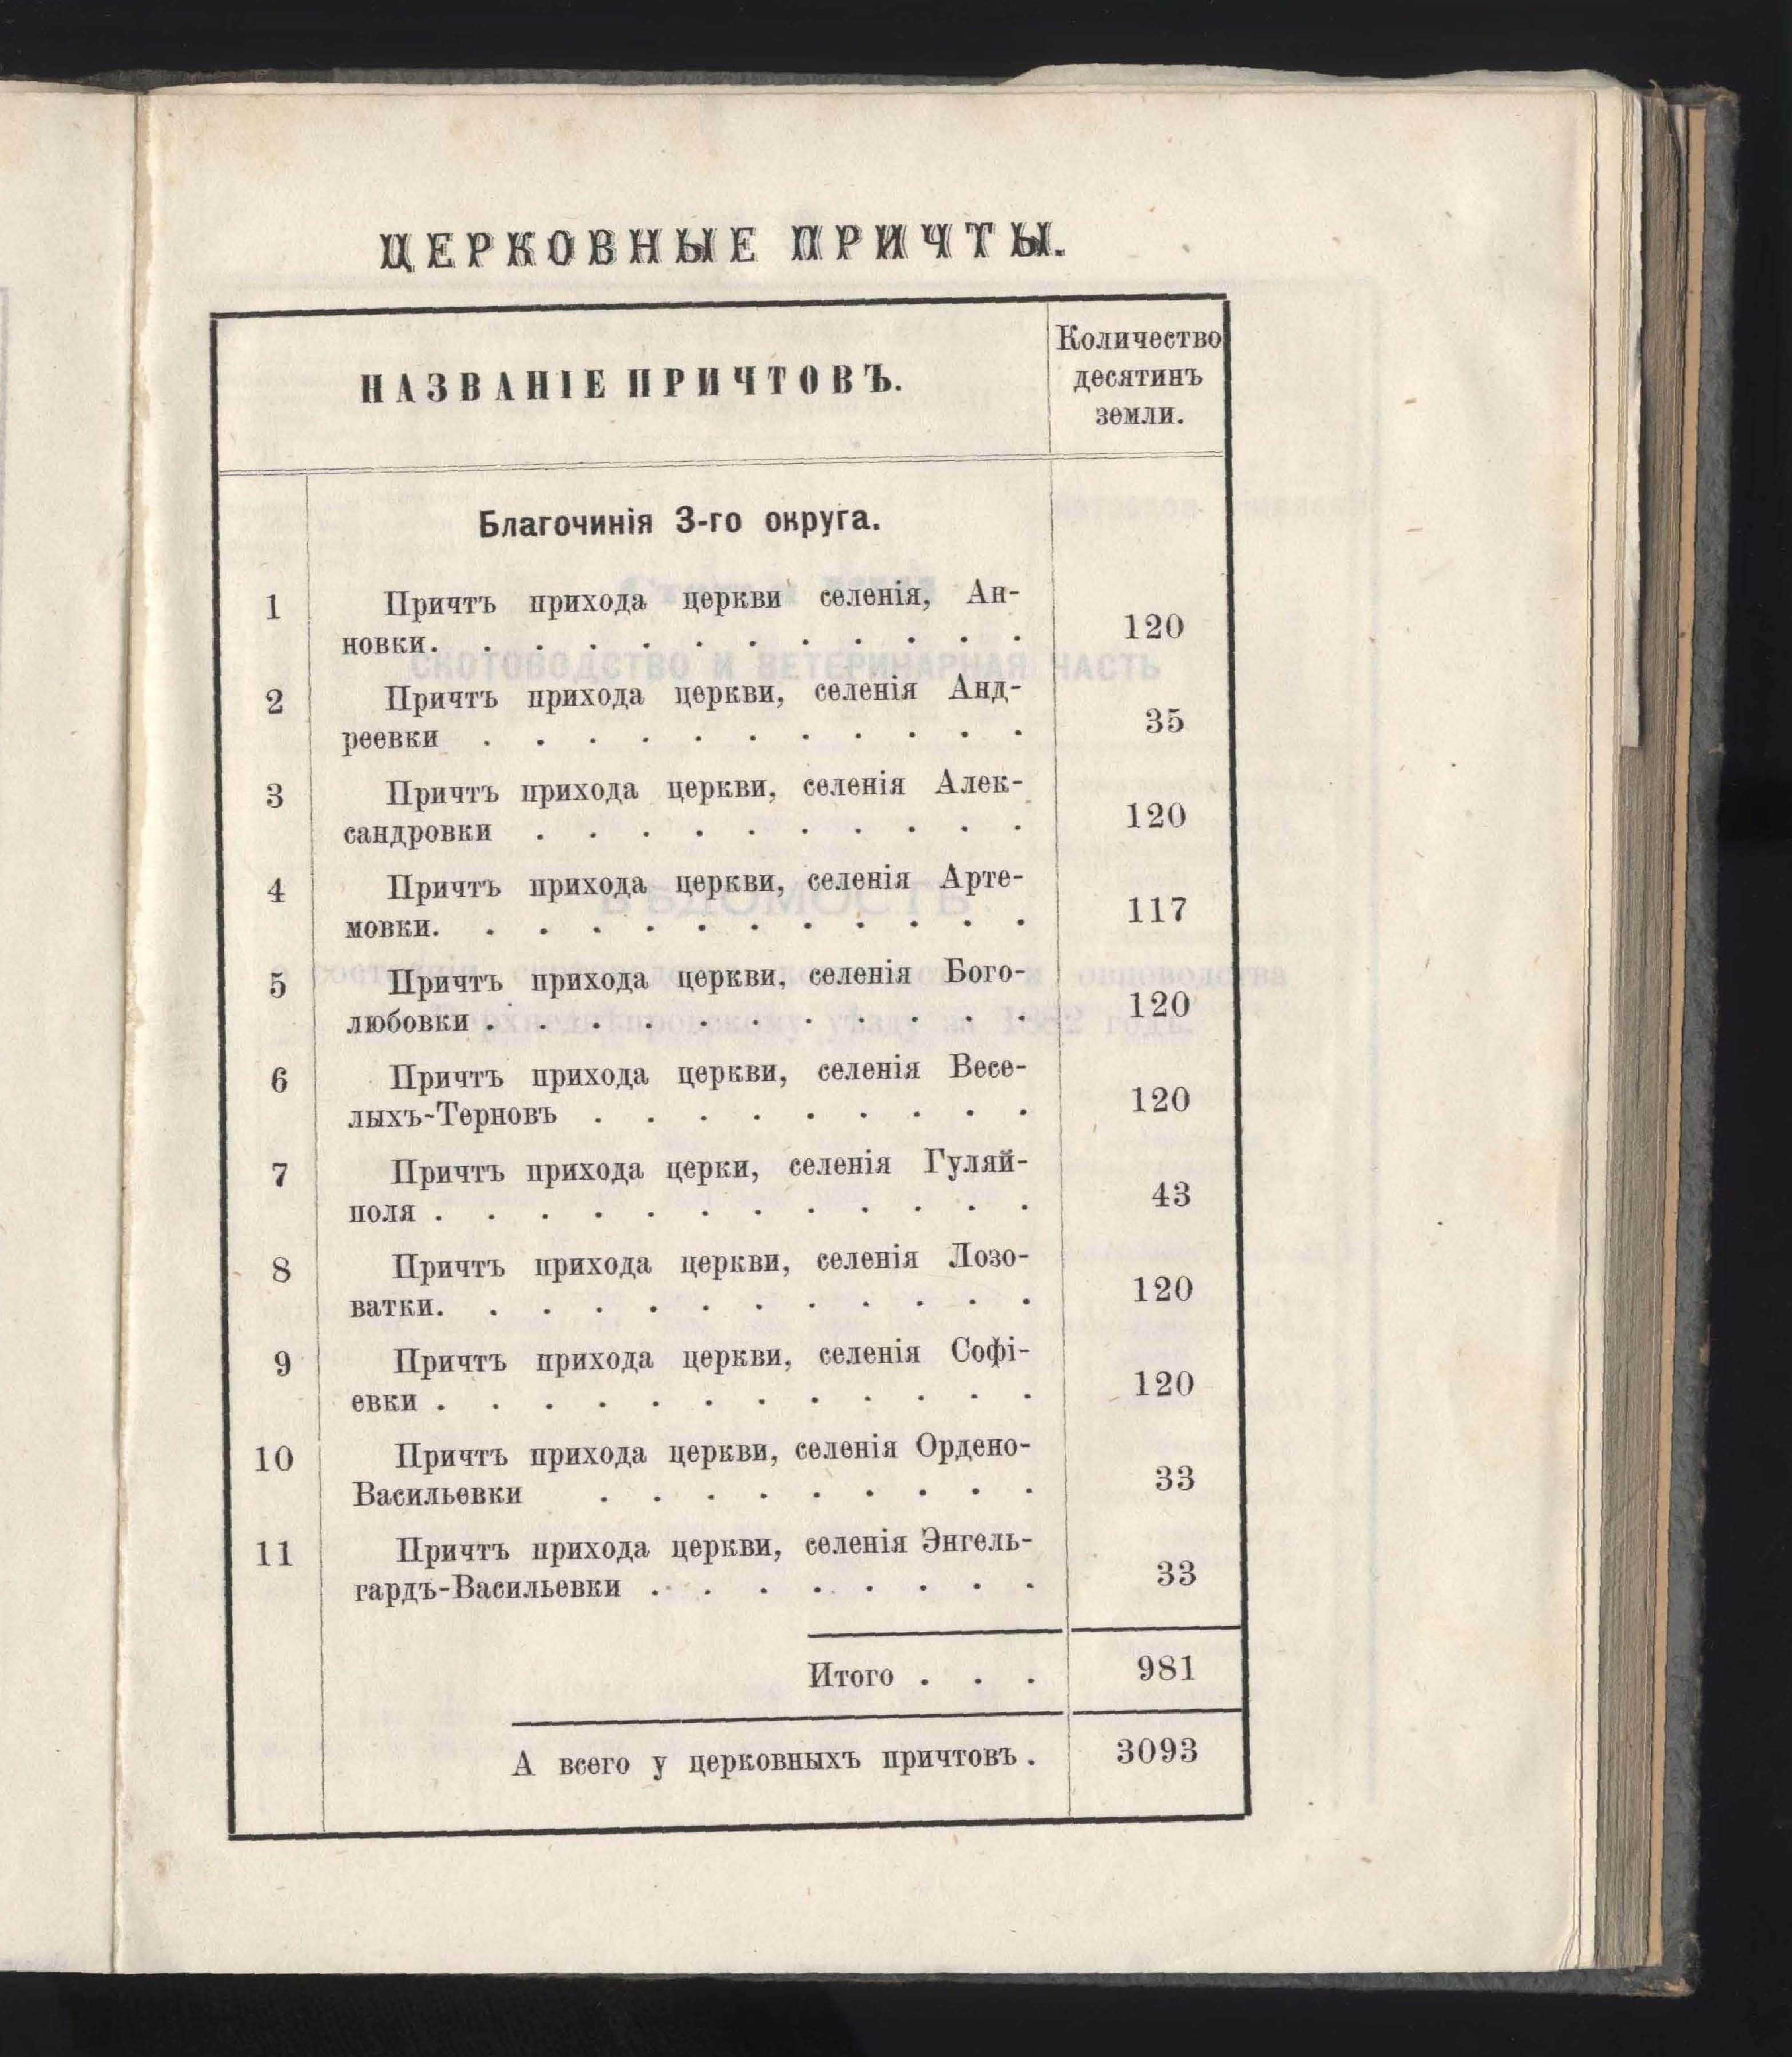 ЦЕРКОВНЫЕ ПРИЧТЫ.
НАЗВАНІЕ ПРИЧТОВЪ.
Количество
десятинъ
земли.
Благочинія 3-го округа.
1 Причтъ прихода церкви селенія, Ан-
новки. . . . . . . . . . . . 120
2 Причтъ прихода церкви, селенія Анд-
реевки . . . . . . . . . . . 35
3 Причтъ прихода церкви, селенія Алек-
сандровки . . . . . . . . . . 120
4 Причтъ прихода церкви, селенія Арте-
мовки. . . . . . . . . . . . 117
5 Причтъ прихода церкви, селенія Бого-
любовки . . . . . . . . . . . 120
6 Причтъ прихода церкви, селенія Весе-
лыхъ-Терновъ . . . . . . . . . 120
7 Причтъ прихода церки, селенія Гуляй-
поля . . . . . . . . . . . . 43
8 Причтъ прихода церкви, селенія Лозо-
ватки. . . . . . . . . . . . 120
9 Причтъ прихода церкви, селенія Софі-
евки . . . . . . . . . . . . 120
10 Причтъ прихода церкви, селенія Ордено-
Васильевки . . . . . . . . . 33
11 Причтъ прихода церкви, селенія Энгель-
гардъ-Васильевки . . . . . . . . 33
Итого . . . 981
А всего у церковныхъ причтовъ . 3093